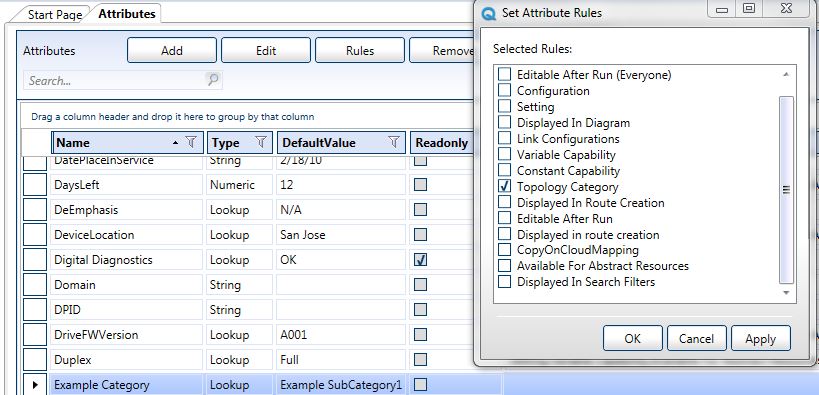 Start Page
Attributes
Attributes
Add
Edit
Rules
Remove
Search...
Drag a column header and drop it here to group by that column
Name Type DefaultValue Readonly
DatePlaceInService String 2/18/10
DaysLeft Numeric 12
DeEmphasis Lookup N/A
DeviceLocation Lookup San Jose
Digital Diagnostics Lookup OK
Domain String
DPID String
DriveFWVersion Lookup A001
Duplex Lookup Full
Example Category Lookup Example SubCategory1
Set Attribute Rules
Selected Rules:
Editable After Run (Everyone)
Configuration
Setting
Displayed In Diagram
Link Configurations
Variable Capability
Constant Capability
Topology Category
Displayed In Route Creation
Editable After Run
Displayed in route creation
CopyOnCloudMapping
Available For Abstract Resources
Displayed In Search Filters
OK
Cancel
Apply